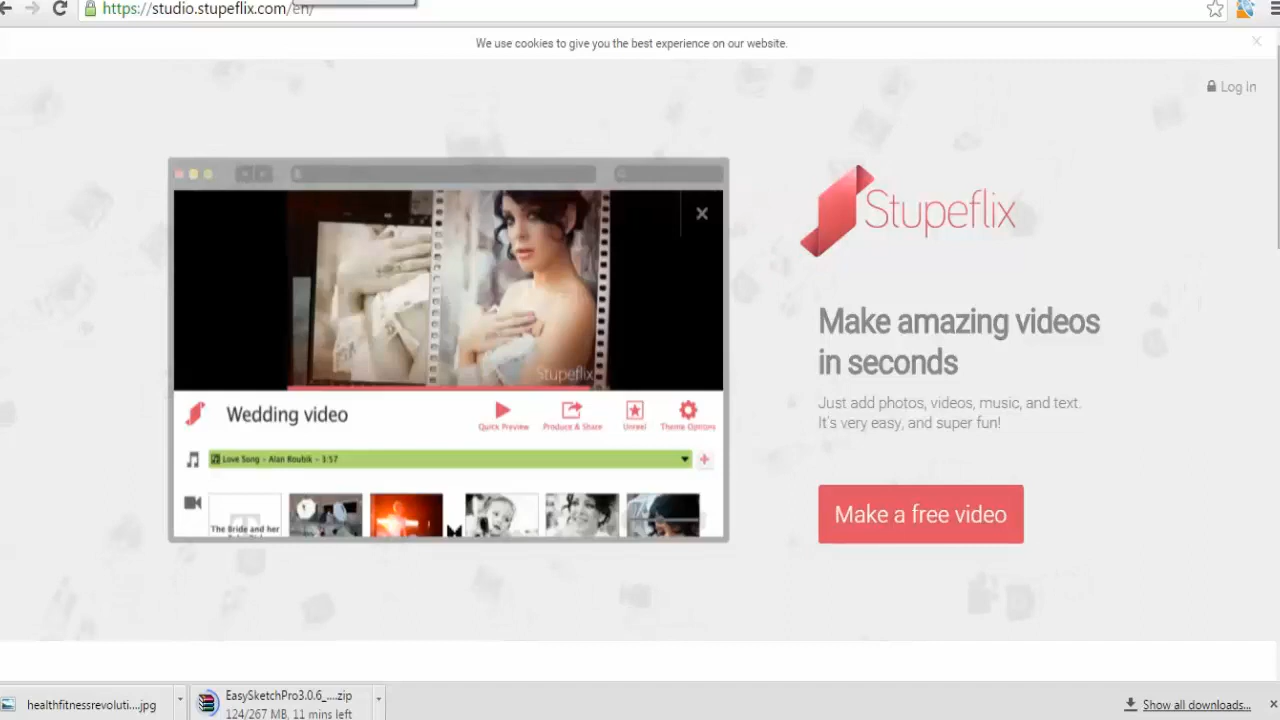 https://studio.stupeflix.com/en/
We use cookies to give you the best experience on our website.
Log In
Stupeflix
Wedding video
Quick Preview
Produce & Share
Unreel
Theme Options
Love Song - Alan Roubik - 3:57
The Bride and her
Stupeflix
Make amazing videos
in seconds
Just add photos, videos, music, and text.
It's very easy, and super fun!
Make a free video
healthfitnessrevoluti....jpg
EasySketchPro3.0.6_....zip
124/267 MB, 11 mins left
Show all downloads...